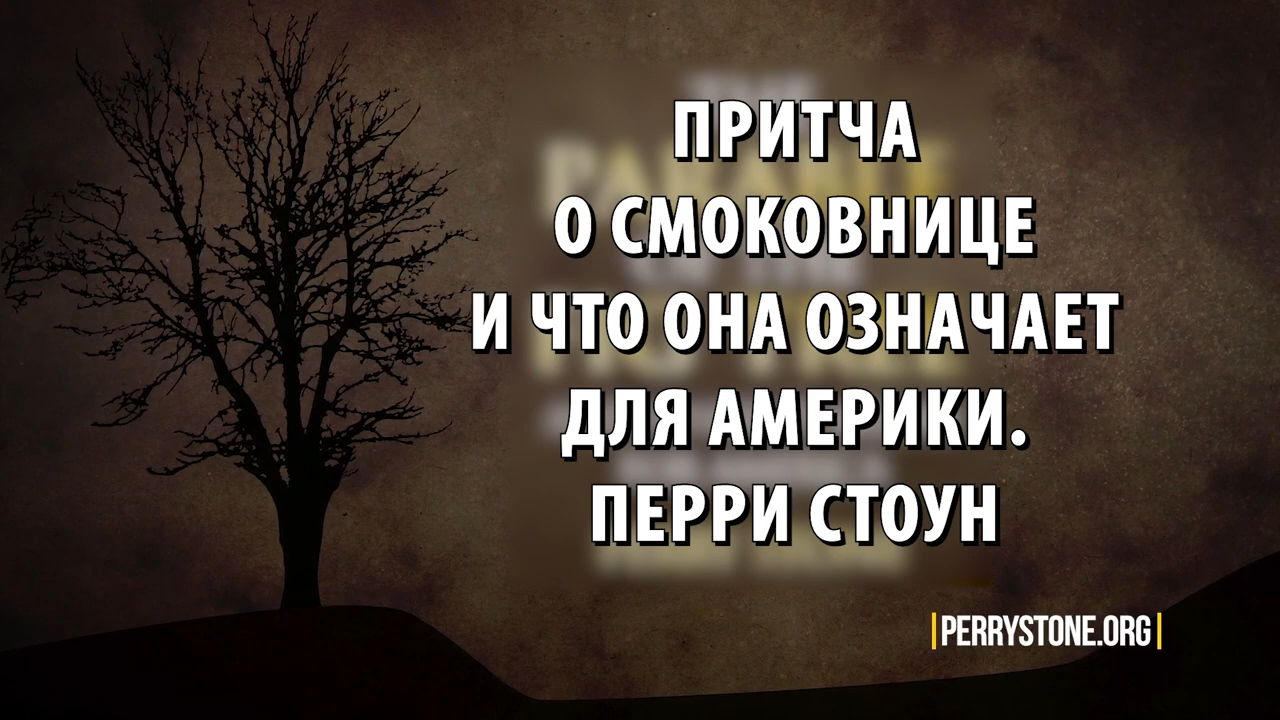 ПРИТЧА
О СМОКОВНИЦЕ
И ЧТО ОНА ОЗНАЧАЕТ
ДЛЯ АМЕРИКИ.
ПЕРРИ СТОУН
|PERRYSTONE.ORG|